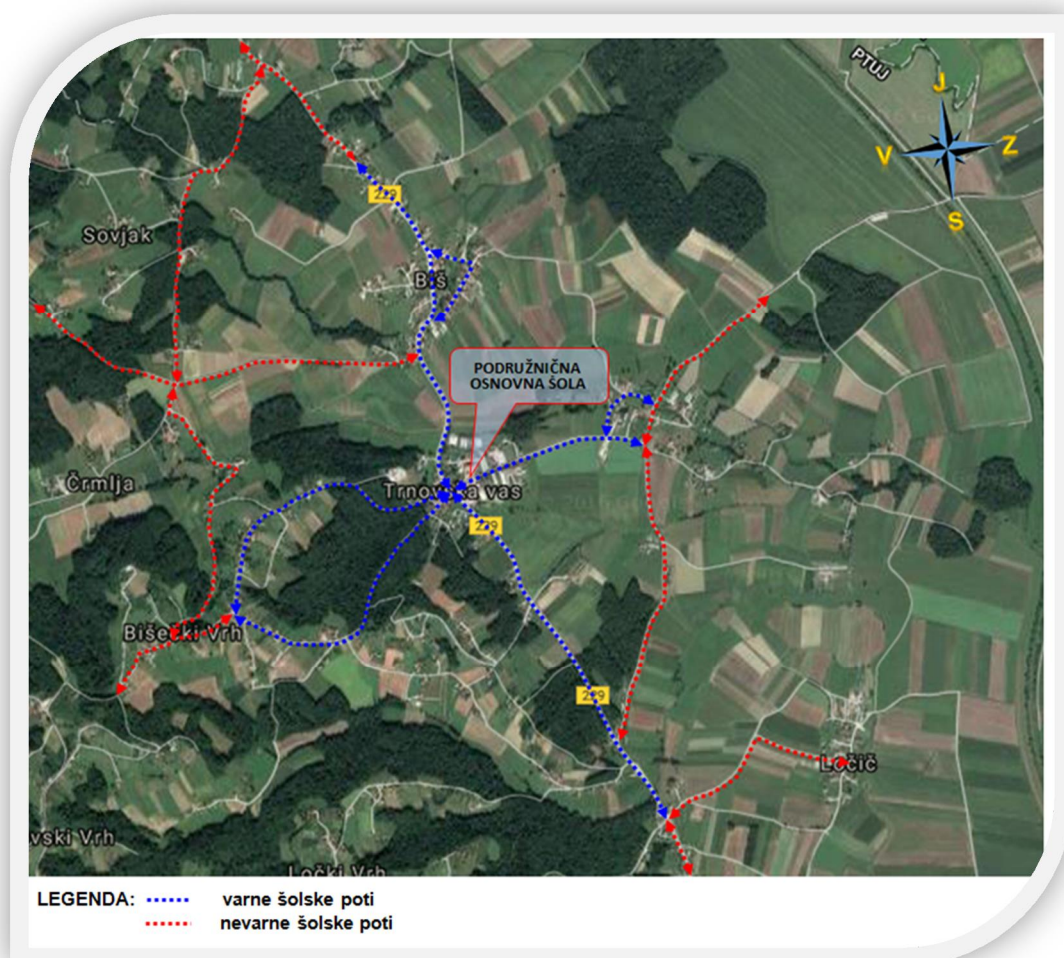 PTUJ
J
V
Z
S
229
Sovjak
Biš
PODRUŽNIČNA
OSNOVNA ŠOLA
Črmlja
Trnovska vas
229
Bišečki Vrh
229
Ločič
vski Vrh
Ločki Vrh
LEGENDA: varne šolske poti
nevarne šolske poti